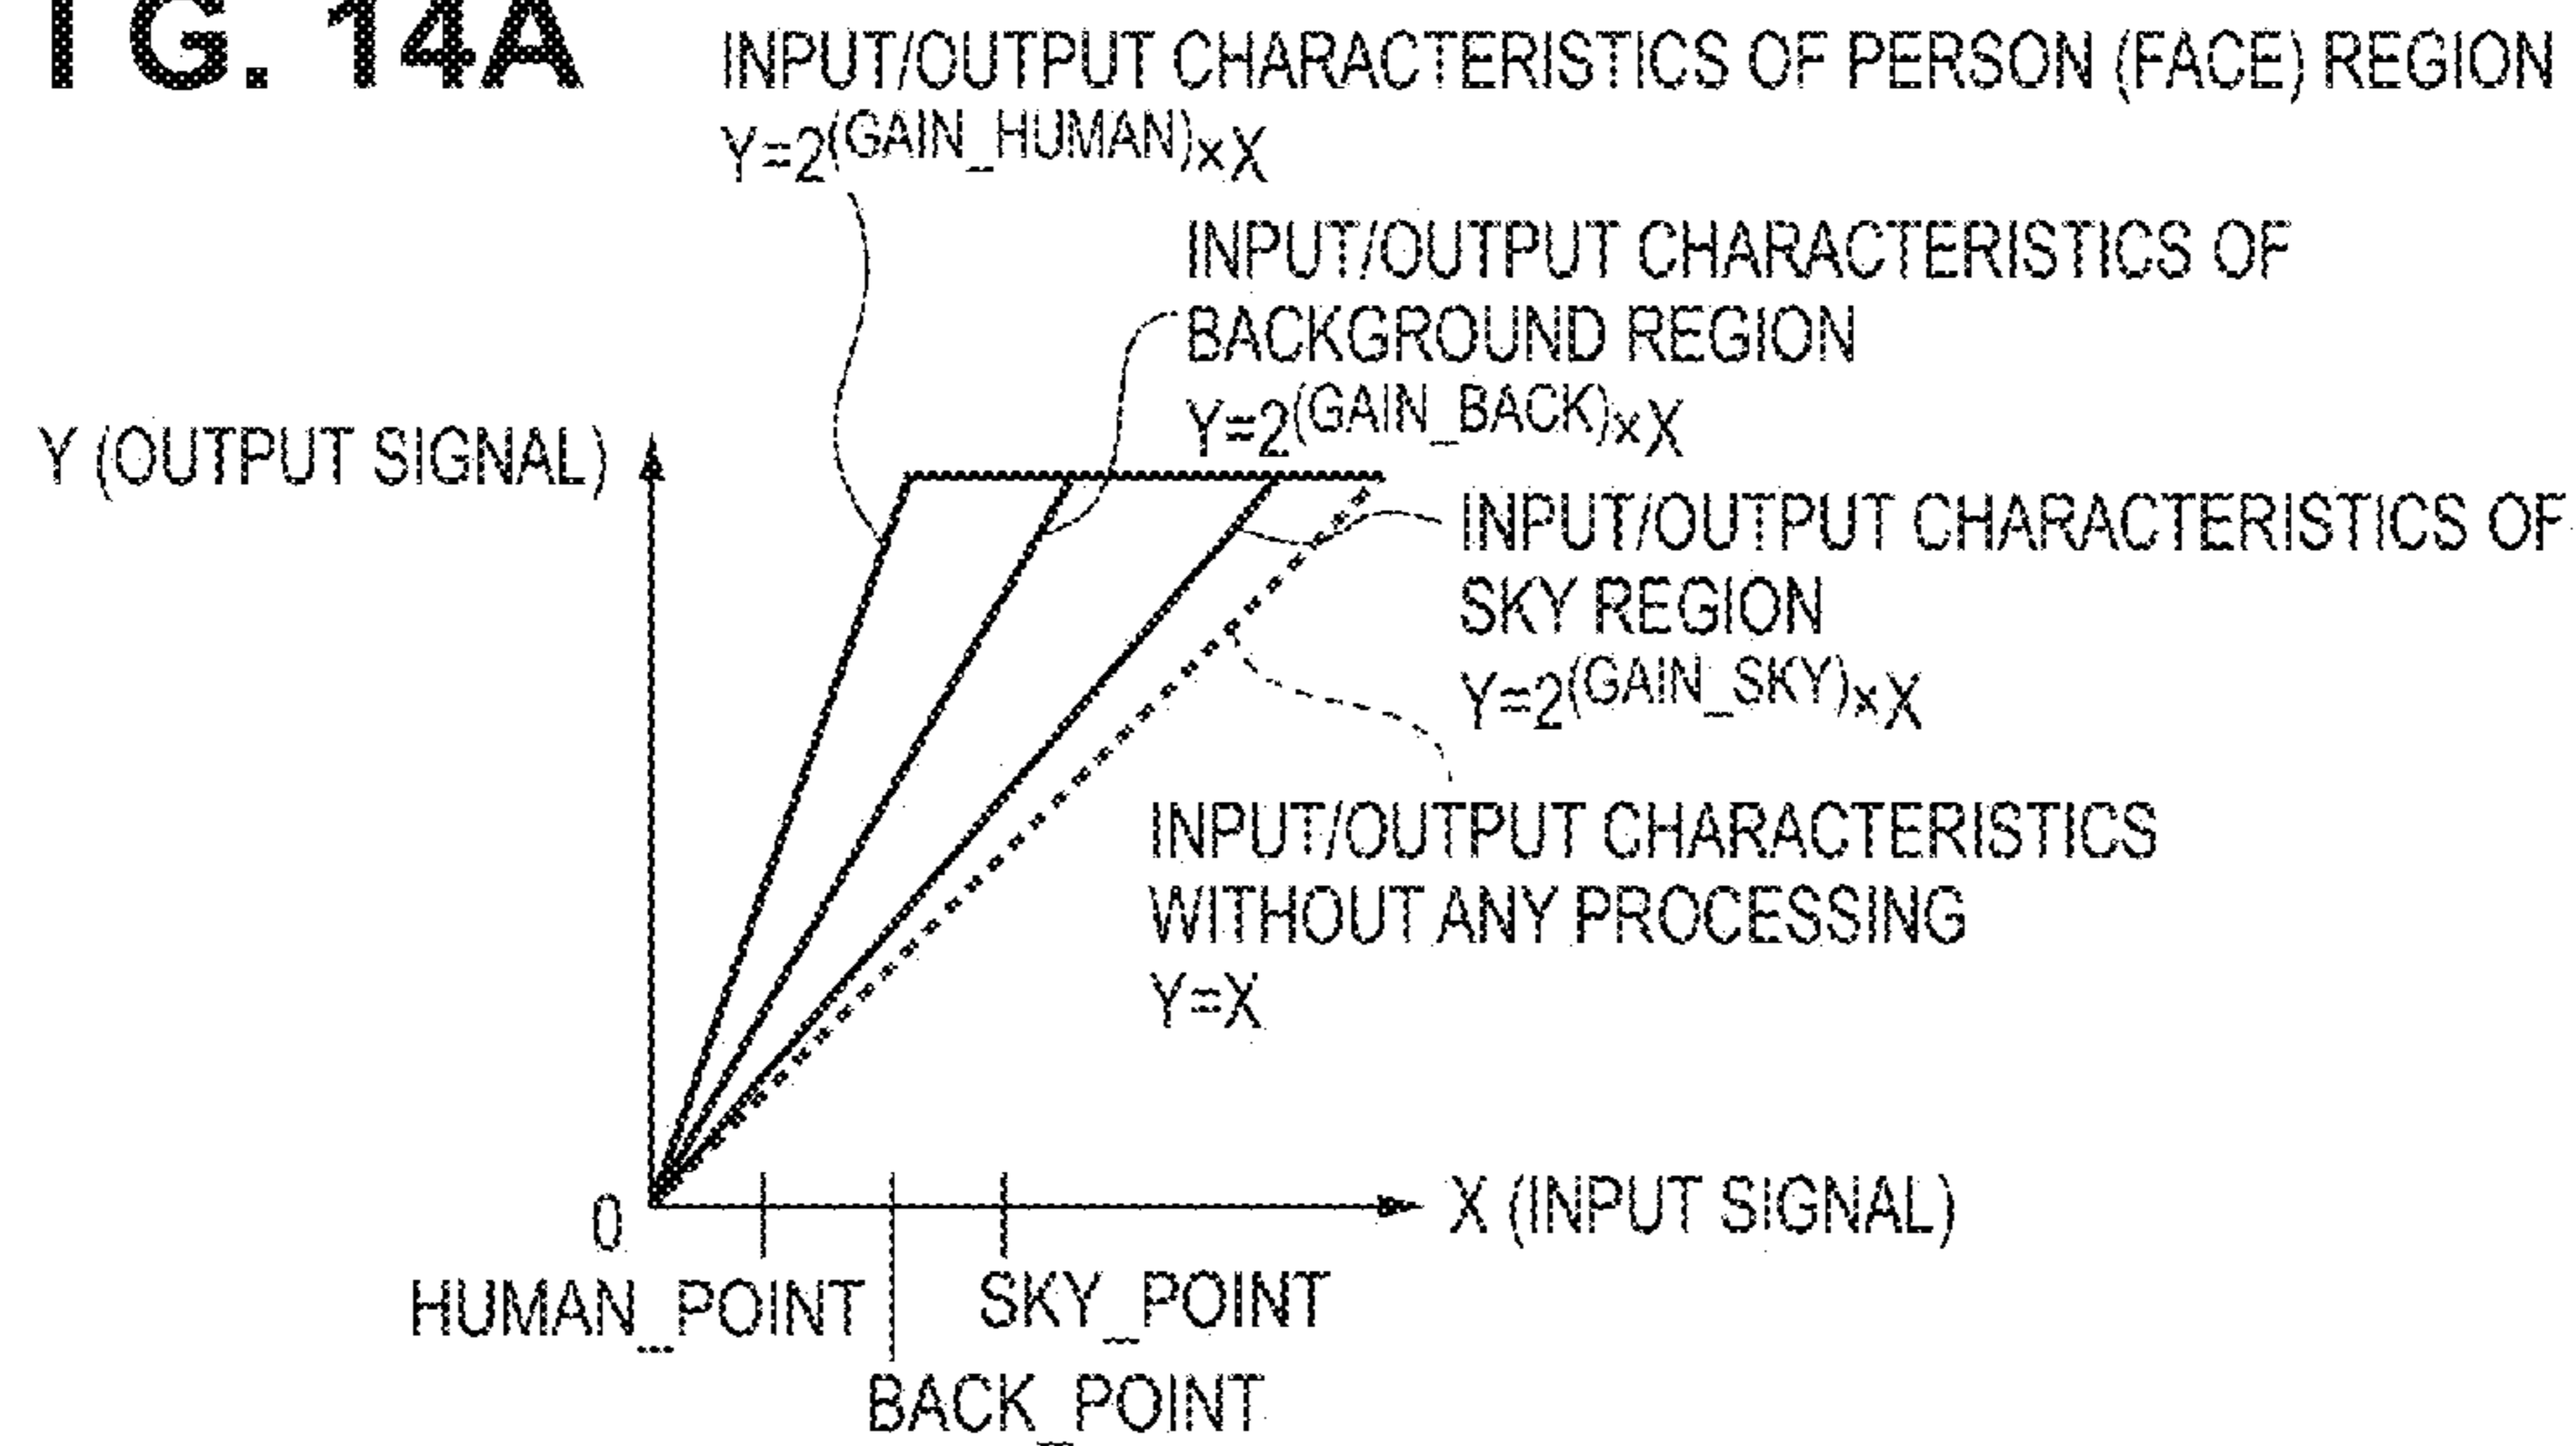 IG. 14A
INPUT/OUTPUT CHARACTERISTICS OF PERSON (FACE) REGION
Y=2(GAIN_HUMAN)×X
INPUT/OUTPUT CHARACTERISTICS OF
BACKGROUND REGION
Y=2(GAIN_BACK)×X
Y (OUTPUT SIGNAL)
INPUT/OUTPUT CHARACTERISTICS OF
SKY REGION
Y=2(GAIN_SKY)×X
INPUT/OUTPUT CHARACTERISTICS
WITHOUT ANY PROCESSING
Y=X
0
X (INPUT SIGNAL)
HUMAN_POINT
SKY_POINT
BACK_POINT